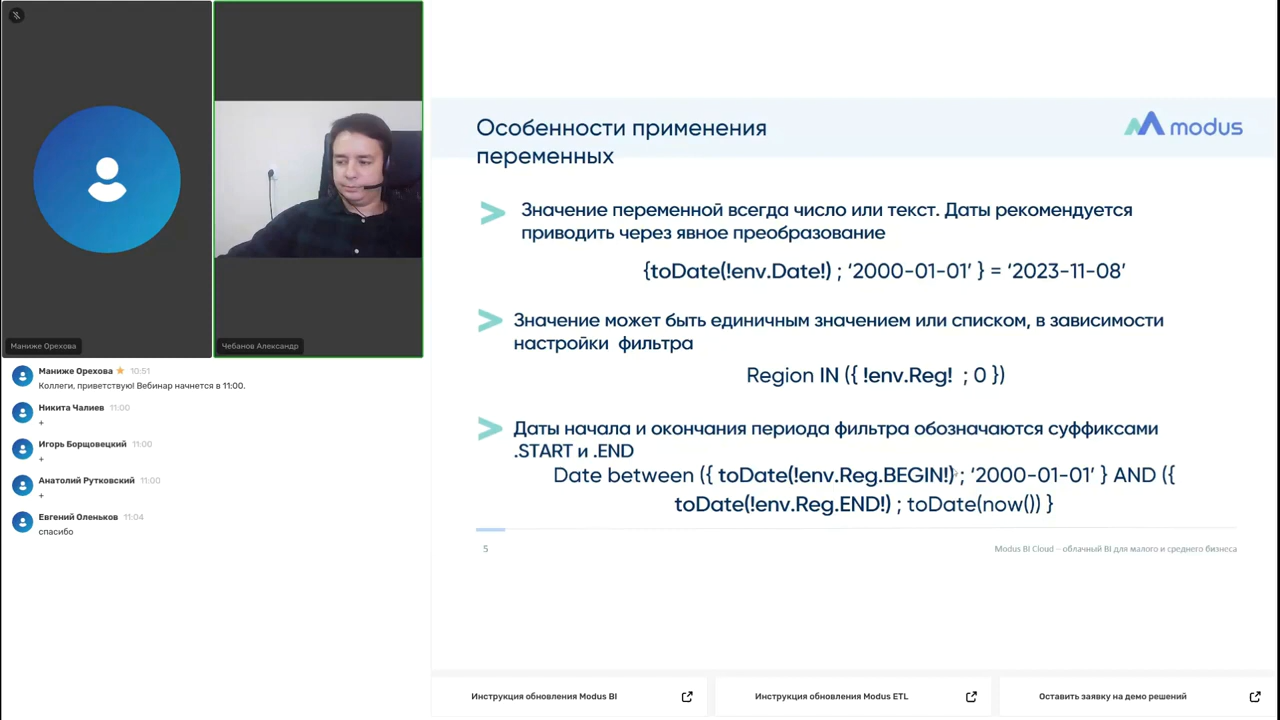 Маниже Орехова
Чебанов Александр
Маниже Орехова 10:51
Коллеги, приветствую! Вебинар начнется в 11:00.
Никита Чалиев 11:00
+
Игорь Борщовецкий 11:00
+
Анатолий Рутковский 11:00
+
Евгений Оленьков 11:04
спасибо
Особенности применения
переменных
modus
Значение переменной всегда число или текст. Даты рекомендуется
приводить через явное преобразование
{toDate(!env.Date!) ; ‘2000-01-01’ } = ‘2023-11-08’
Значение может быть единичным значением или списком, в зависимости
настройки фильтра
Region IN ({ !env.Reg! ; 0 })
Даты начала и окончания периода фильтра обозначаются суффиксами
.START и .END
Date between ({ toDate(!env.Reg.BEGIN!) ; ‘2000-01-01’ } AND ({
toDate(!env.Reg.END!) ; toDate(now()) }
5
Modus BI Cloud – облачный BI для малого и среднего бизнеса
Инструкция обновления Modus BI
Инструкция обновления Modus ETL
Оставить заявку на демо решений